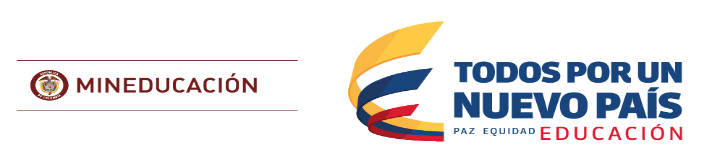 MINEDUCACIÓN
TODOS POR UN
NUEVO PAÍS
PAZ EQUIDAD EDUCACIÓN